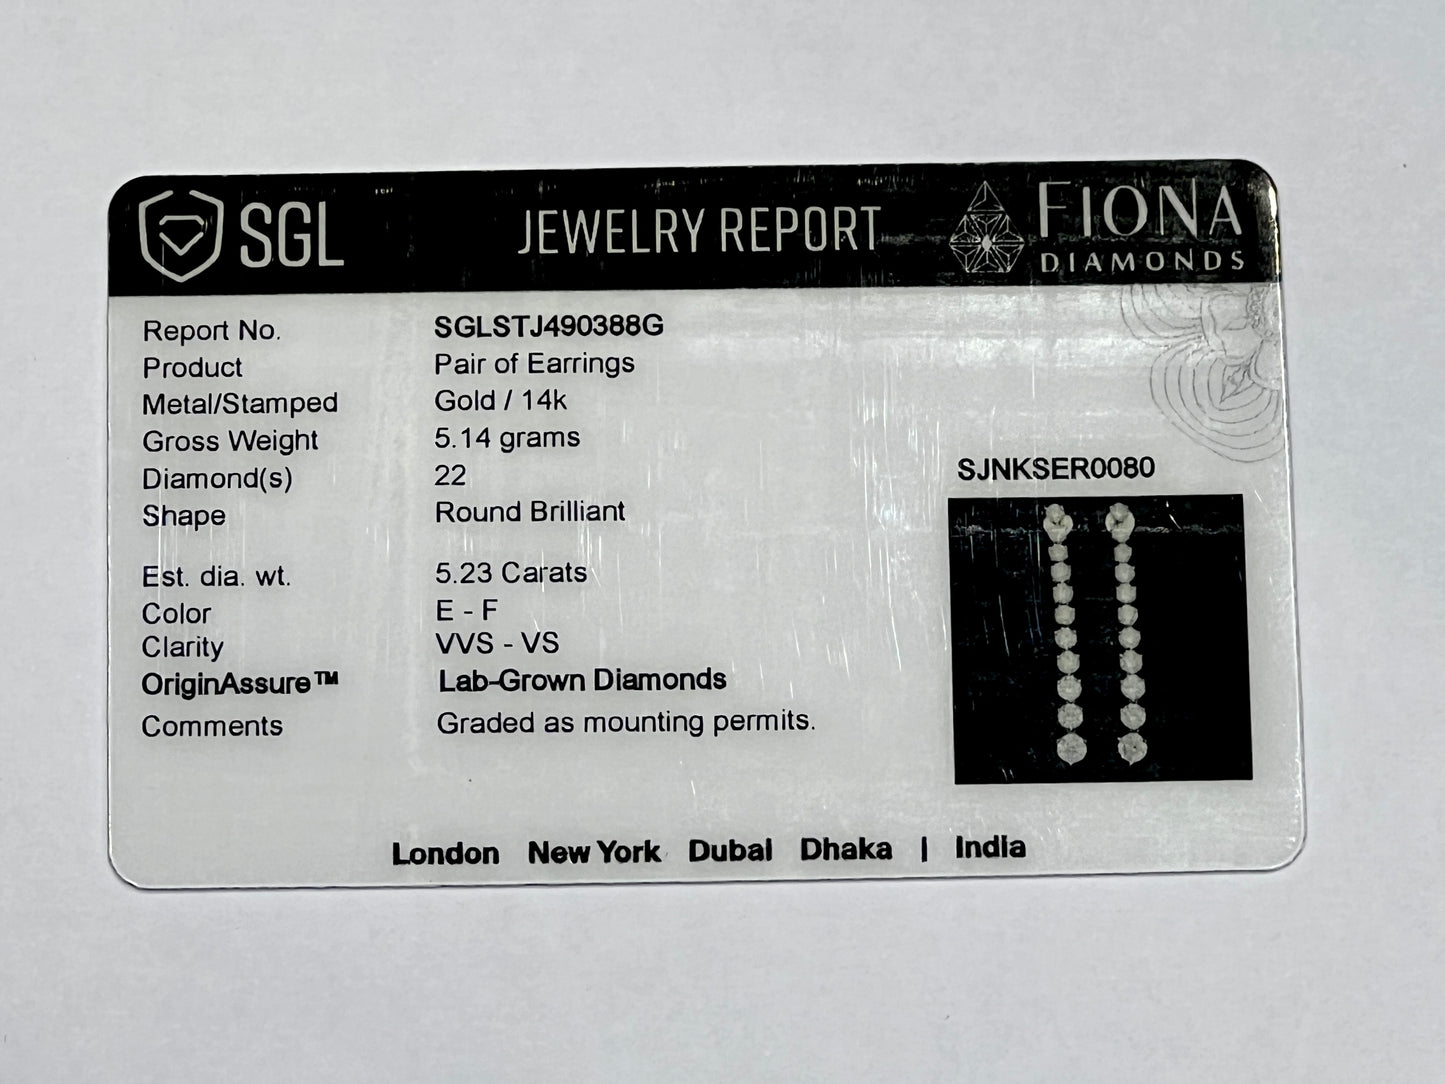 SGL JEWELRY REPORT FIONA
DIAMONDS
Report No. SGLSTJ490388G
Product Pair of Earrings
Metal/Stamped Gold / 14k
Gross Weight 5.14 grams
Diamond(s) 22
Shape Round Brilliant
Est. dia. wt. 5.23 Carats
Color E - F
Clarity VVS - VS
OriginAssure™ Lab-Grown Diamonds
Comments Graded as mounting permits.
SJNKSER0080
London New York Dubai Dhaka | India